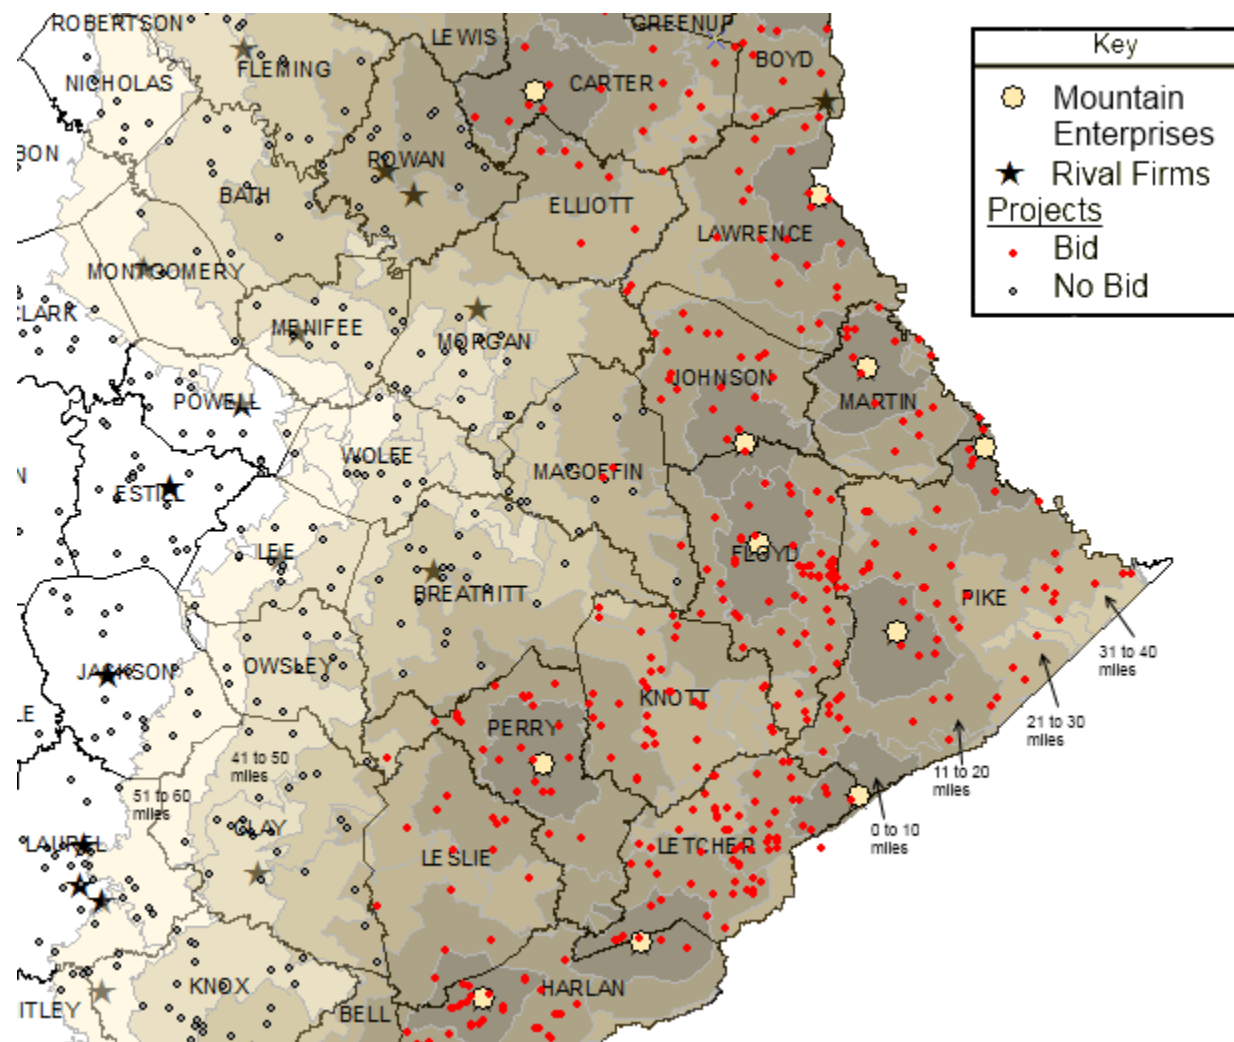 ROBERTSON
LEWIS
GREENUP
BOYD
NICHOLAS
FLEMING
CARTER
BON
ROWAN
BATH
ELLIOTT
LAWRENCE
MONTGOMERY
CLARK
MENIFEE
MORGAN
POWELL
JOHNSON
MARTIN
WOLFE
MAGOFFIN
N
ESTILL
LEE
FLOYD
BREATHITT
PIKE
JACKSON
OWSLEY
KNOTT
LE
PERRY
LAUREL
CLAY
LESLIE
LETCHER
KNOX
HARLAN
ITLEY
BELL
Key
Mountain
Enterprises
Rival Firms
Projects
Bid
No Bid
31 to 40
miles
21 to 30
miles
11 to 20
miles
0 to 10
miles
41 to 50
miles
51 to 60
miles